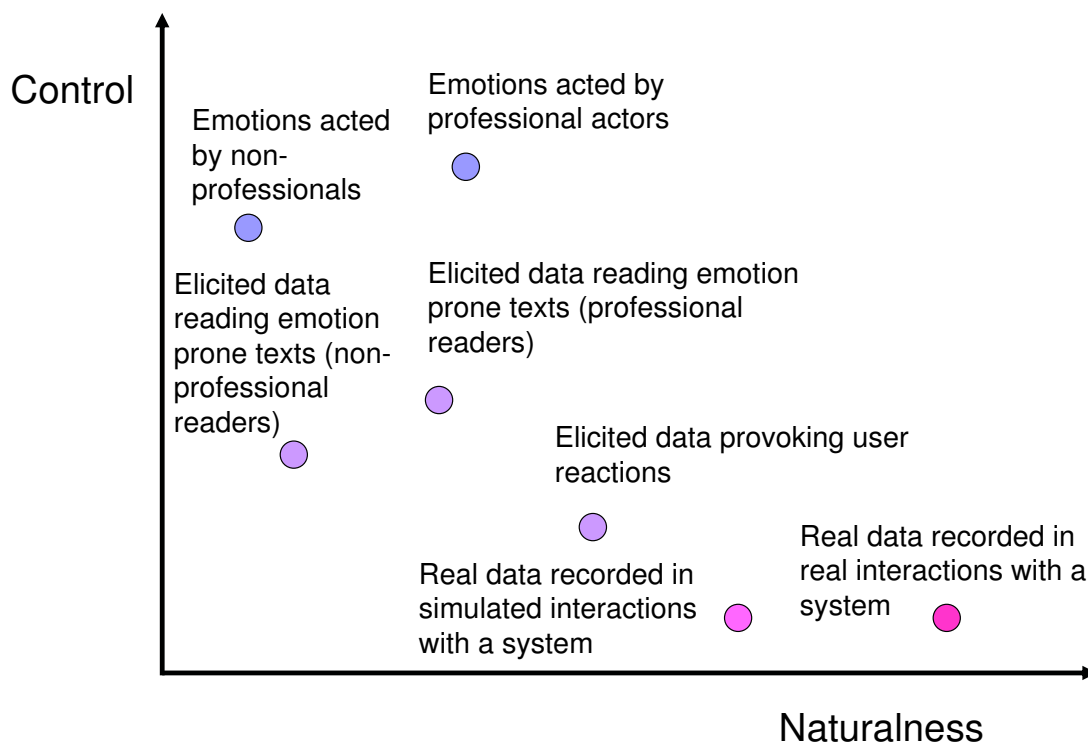 Control
Emotions acted by
professional actors
Emotions acted
by non-
professionals
Elicited data reading emotion
prone texts (professional
readers)
Elicited data
reading emotion
prone texts (non-
professional
readers)
Elicited data provoking user
reactions
Real data recorded in
real interactions with a
system
Real data recorded in
simulated interactions
with a system
Naturalness